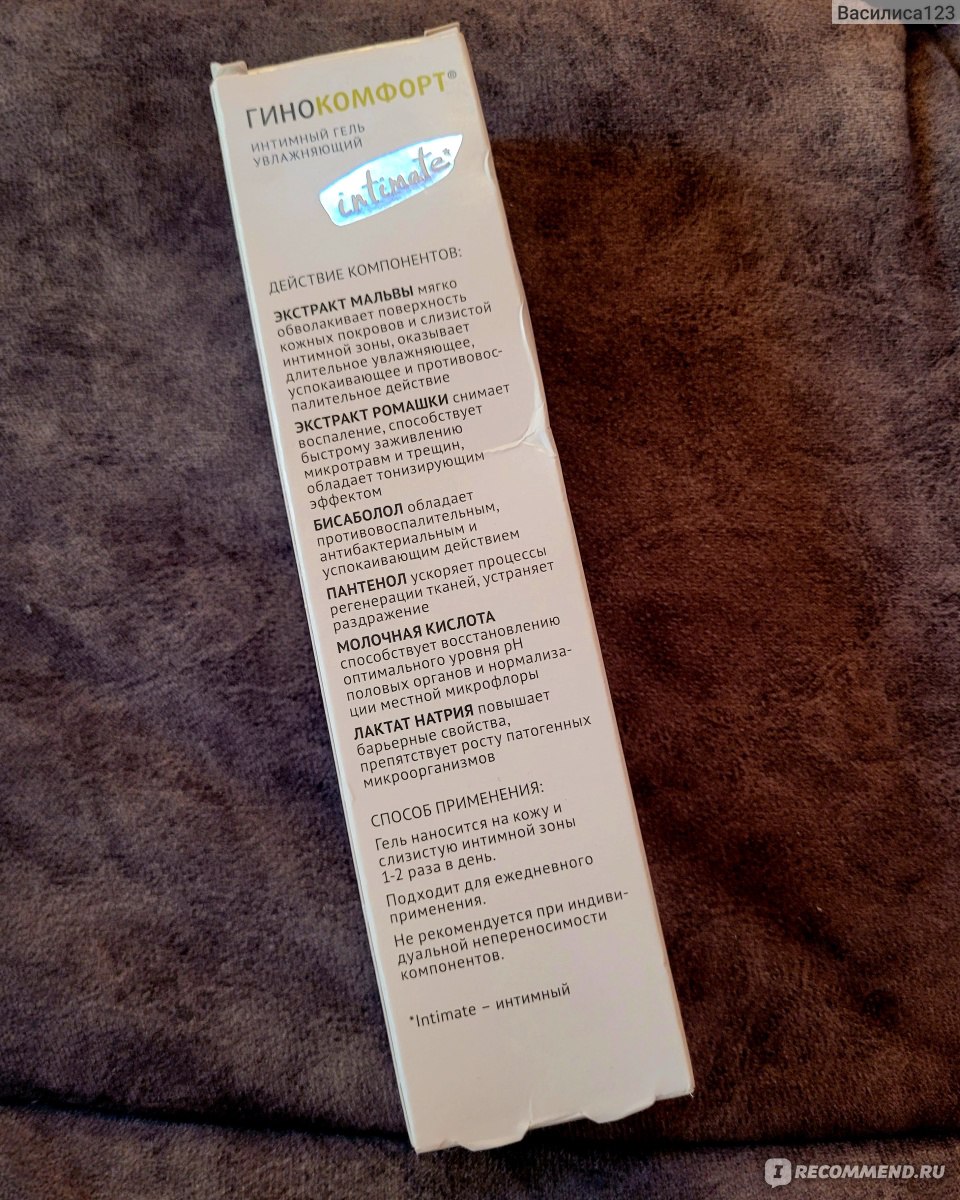 Василиса123
ГИНОКОМФОРТ®
ИНТИМНЫЙ ГЕЛЬ
УВЛАЖНЯЮЩИЙ
intimate*
ДЕЙСТВИЕ КОМПОНЕНТОВ:
ЭКСТРАКТ МАЛЬВЫ мягко
обволакивает поверхность
кожных покровов и слизистой
интимной зоны, оказывает
длительное увлажняющее,
успокаивающее и противовос-
палительное действие
ЭКСТРАКТ РОМАШКИ снимает
воспаление, способствует
быстрому заживлению
микротравм и трещин,
обладает тонизирующим
эффектом
БИСАБОЛОЛ обладает
противовоспалительным,
антибактериальным и
успокаивающим действием
ПАНТЕНОЛ ускоряет процессы
регенерации тканей, устраняет
раздражение
МОЛОЧНАЯ КИСЛОТА
способствует восстановлению
оптимального уровня pH
половых органов и нормализа-
ции местной микрофлоры
ЛАКТАТ НАТРИЯ повышает
барьерные свойства,
препятствует росту патогенных
микроорганизмов
СПОСОБ ПРИМЕНЕНИЯ:
Гель наносится на кожу и
слизистую интимной зоны
1-2 раза в день.
Подходит для ежедневного
применения.
Не рекомендуется при индиви-
дуальной непереносимости
компонентов.
*Intimate – интимный
IRECOMMEND.RU